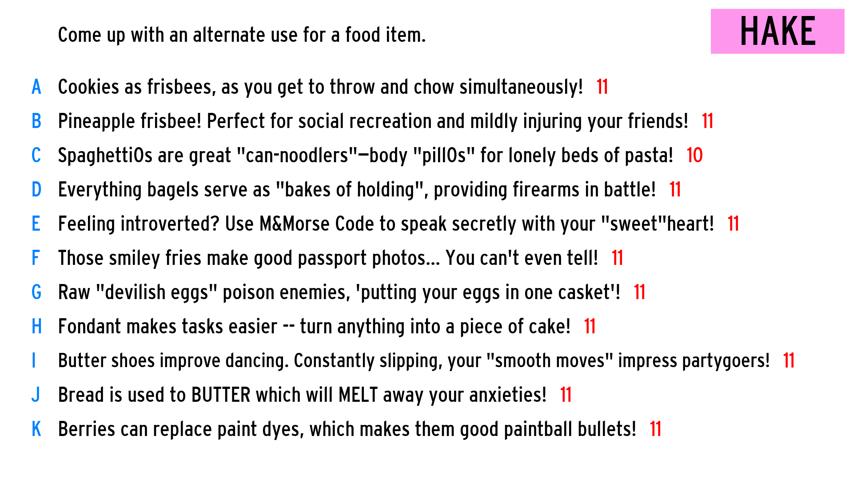 Come up with an alternate use for a food item.
HAKE
A Cookies as frisbees, as you get to throw and chow simultaneously! 11
B Pineapple frisbee! Perfect for social recreation and mildly injuring your friends! 11
C SpaghettiOs are great "can-noodlers"—body "pillOs" for lonely beds of pasta! 10
D Everything bagels serve as "bakes of holding", providing firearms in battle! 11
E Feeling introverted? Use M&Morse Code to speak secretly with your "sweet"heart! 11
F Those smiley fries make good passport photos... You can't even tell! 11
G Raw "devilish eggs" poison enemies, 'putting your eggs in one casket'! 11
H Fondant makes tasks easier -- turn anything into a piece of cake! 11
I Butter shoes improve dancing. Constantly slipping, your "smooth moves" impress partygoers! 11
J Bread is used to BUTTER which will MELT away your anxieties! 11
K Berries can replace paint dyes, which makes them good paintball bullets! 11